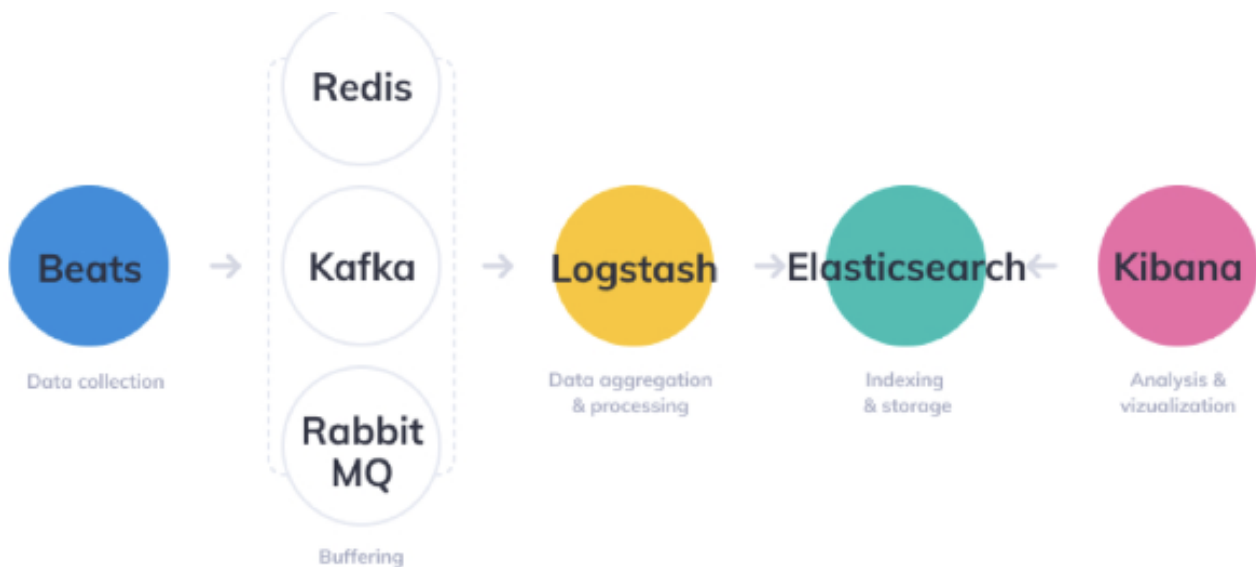 Redis
Beats
Kafka
Logstash
Elasticsearch
Kibana
Data collection
Data aggregation
& processing
Indexing
& storage
Analysis &
vizualization
Rabbit
MQ
Buffering